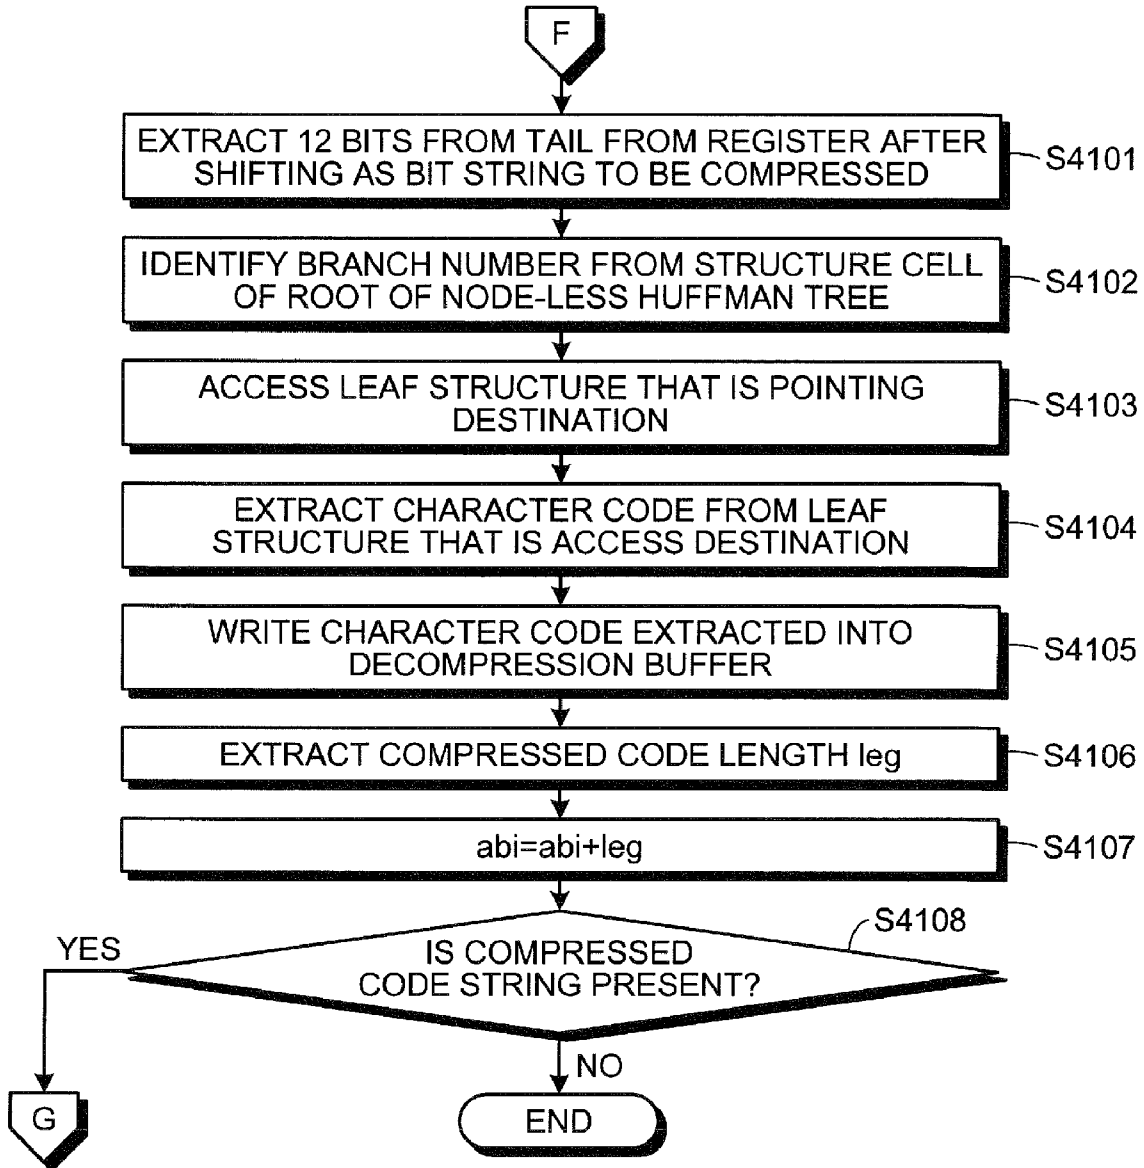 F
EXTRACT 12 BITS FROM TAIL FROM REGISTER AFTER
SHIFTING AS BIT STRING TO BE COMPRESSED
S4101
IDENTIFY BRANCH NUMBER FROM STRUCTURE CELL
OF ROOT OF NODE-LESS HUFFMAN TREE
S4102
ACCESS LEAF STRUCTURE THAT IS POINTING
DESTINATION
S4103
EXTRACT CHARACTER CODE FROM LEAF
STRUCTURE THAT IS ACCESS DESTINATION
S4104
WRITE CHARACTER CODE EXTRACTED INTO
DECOMPRESSION BUFFER
S4105
EXTRACT COMPRESSED CODE LENGTH leg
S4106
abi=abi+leg
S4107
S4108
YES
IS COMPRESSED
CODE STRING PRESENT?
NO
G
END